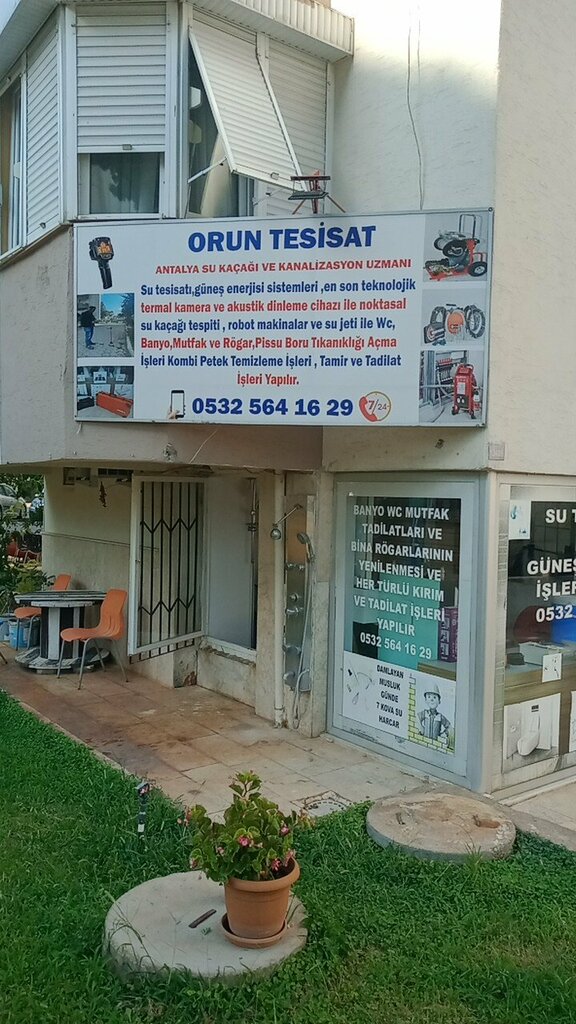 ORUN TESİSAT
ANTALYA SU KAÇAĞI VE KANALİZASYON UZMANI
Su tesisatı,güneş enerjisi sistemleri ,en son teknolojik
termal kamera ve akustik dinleme cihazı ile noktasal
su kaçağı tespiti , robot makinalar ve su jeti ile Wc,
Banyo,Mutfak ve Rögar,Pissu Boru Tıkanıklığı Açma
İşleri Kombi Petek Temizleme İşleri , Tamir ve Tadilat
İşleri Yapılır.
0532 564 16 29
7/24
BANYO WC MUTFAK
TADİLATLARI VE
BİNA RÖGARLARININ
YENİLENMESİ VE
HER TÜRLÜ KIRIM
VE TADİLAT İŞLERİ
YAPILIR
0532 564 16 29
DAMLAYAN
MUSLUK
GÜNDE
7 KOVA SU
HARCAR
SU T
GÜNEŞ
İŞLER
0532